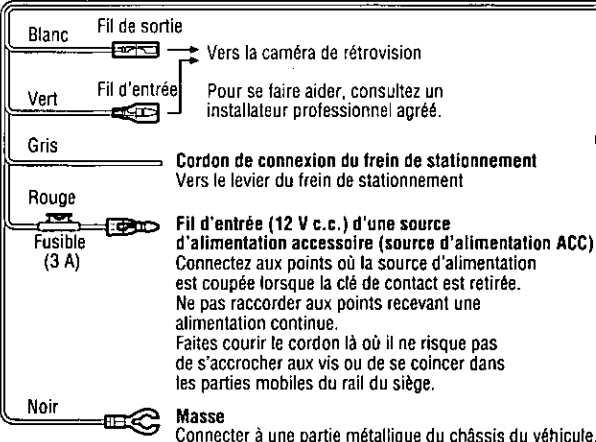 Blanc
Fil de sortie
Vers la caméra de rétrovision
Vert
Fil d'entrée
Pour se faire aider, consultez un
installateur professionnel agréé.
Gris
Cordon de connexion du frein de stationnement
Vers le levier du frein de stationnement
Rouge
Fusible
(3 A)
Fil d'entrée (12 V c.c.) d'une source
d'alimentation accessoire (source d'alimentation ACC)
Connectez aux points où la source d'alimentation
est coupée lorsque la clé de contact est retirée.
Ne pas raccorder aux points recevant une
alimentation continue.
Faites courir le cordon là où il ne risque pas
de s'accrocher aux vis ou de se coincer dans
les parties mobiles du rail du siège.
Noir
Masse
Connecter à une partie métallique du châssis du véhicule.